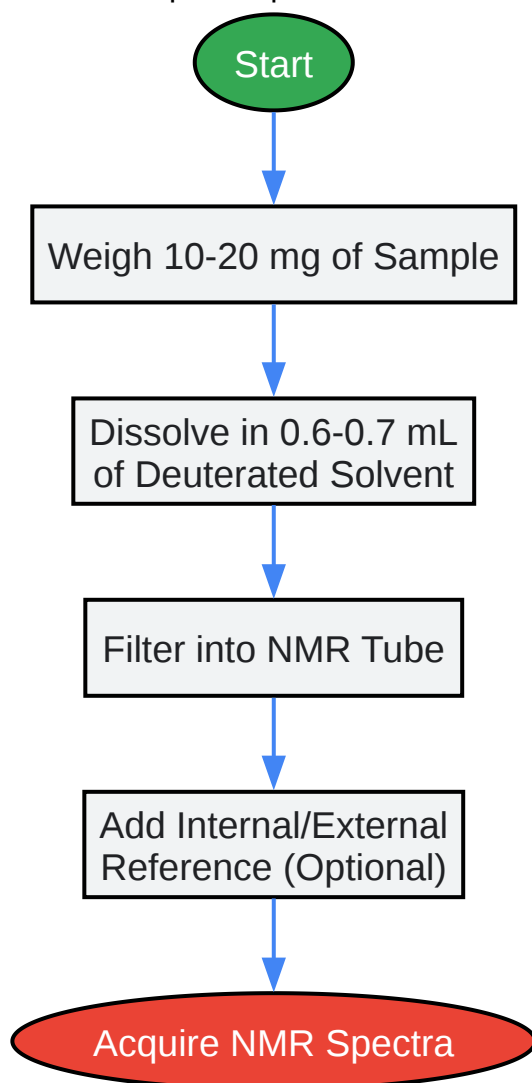 Start
Weigh 10-20 mg of Sample
Dissolve in 0.6-0.7 mL
of Deuterated Solvent
Filter into NMR Tube
Add Internal/External
Reference (Optional)
Acquire NMR Spectra